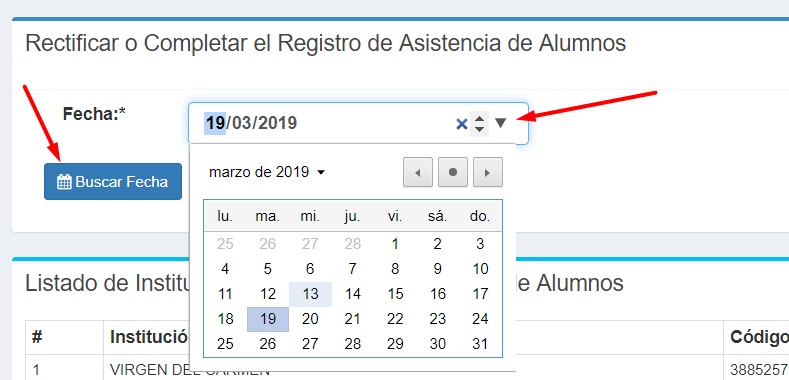 Rectificar o Completar el Registro de Asistencia de Alumnos
Fecha:* 19/03/2019
Buscar Fecha
marzo de 2019
lu. ma. mi. ju. vi. sá. do.
25 26 27 28 1 2 3
4 5 6 7 8 9 10
11 12 13 14 15 16 17
18 19 20 21 22 23 24
25 26 27 28 29 30 31
Listado de Institu e Alumnos
# Institució Código
1 VIRGEN DEL CARMEN 3885257